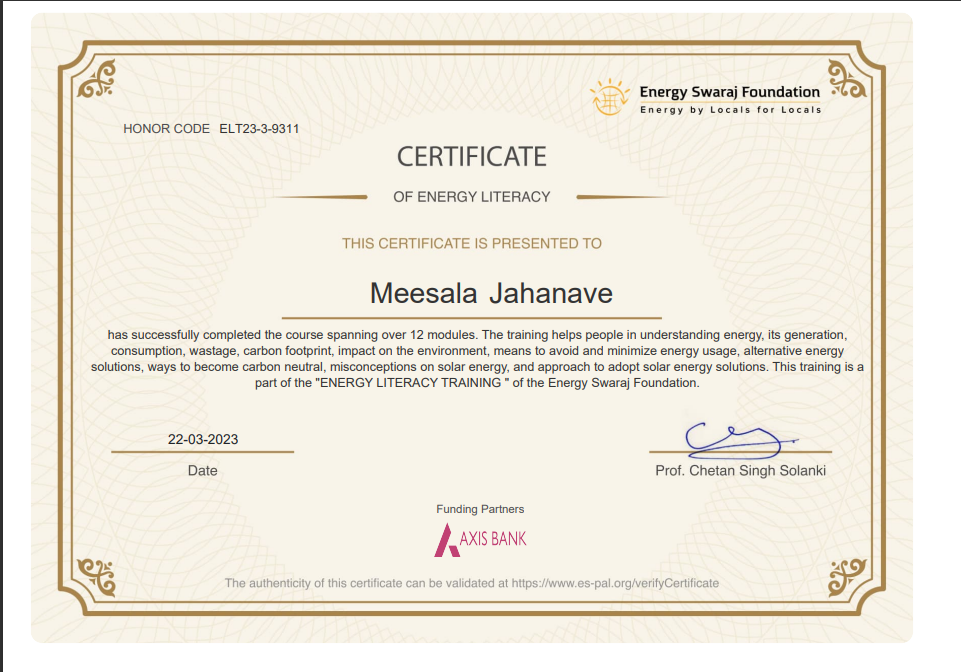 Energy Swaraj Foundation
Energy by Locals for Locals
HONOR CODE ELT23-3-9311
CERTIFICATE
OF ENERGY LITERACY
THIS CERTIFICATE IS PRESENTED TO
Meesala Jahanave
has successfully completed the course spanning over 12 modules. The training helps people in understanding energy, its generation,
consumption, wastage, carbon footprint, impact on the environment, means to avoid and minimize energy usage, alternative energy
solutions, ways to become carbon neutral, misconceptions on solar energy, and approach to adopt solar energy solutions. This training is a
part of the "ENERGY LITERACY TRAINING " of the Energy Swaraj Foundation.
22-03-2023
Date
Prof. Chetan Singh Solanki
Funding Partners
AXIS BANK
The authenticity of this certificate can be validated at https://www.es-pal.org/verifyCertificate